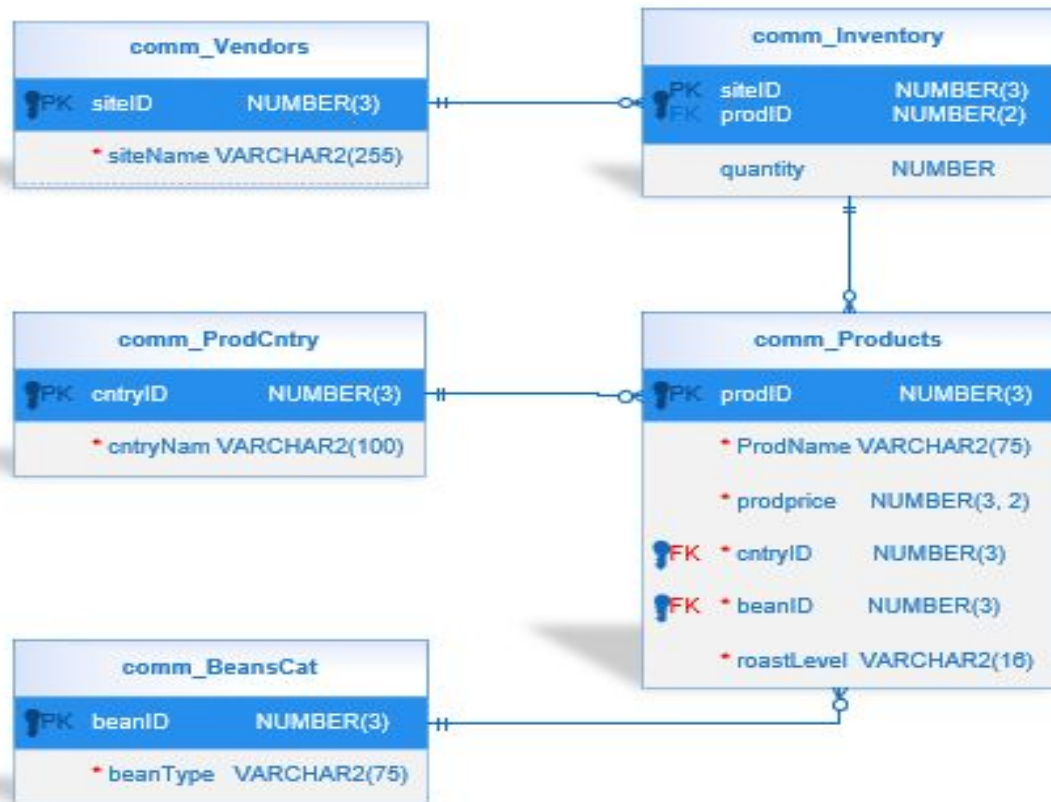 comm_Vendors
PK siteID NUMBER(3)
* siteName VARCHAR2(255)
comm_Inventory
PK siteID NUMBER(3)
FK prodID NUMBER(2)
quantity NUMBER
comm_ProdCntry
PK cntryID NUMBER(3)
* cntryNam VARCHAR2(100)
comm_Products
PK prodID NUMBER(3)
* ProdName VARCHAR2(75)
* prodprice NUMBER(3, 2)
FK * cntryID NUMBER(3)
FK * beanID NUMBER(3)
* roastLevel VARCHAR2(16)
comm_BeansCat
PK beanID NUMBER(3)
* beanType VARCHAR2(75)